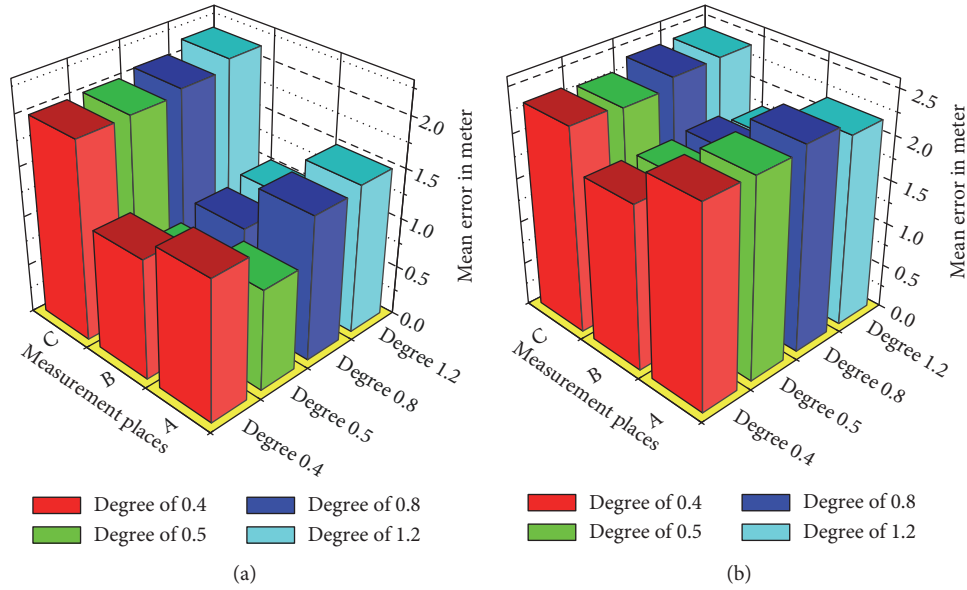 2.0
1.5
1.0
0.5
0.0
Mean error in meter
C
B
A
Measurement places
Degree 0.4
Degree 0.5
Degree 0.8
Degree 1.2
Degree of 0.4
Degree of 0.8
Degree of 0.5
Degree of 1.2
(a)
2.5
2.0
1.5
1.0
0.5
0.0
Mean error in meter
C
B
A
Measurement places
Degree 0.4
Degree 0.5
Degree 0.8
Degree 1.2
Degree of 0.4
Degree of 0.8
Degree of 0.5
Degree of 1.2
(b)